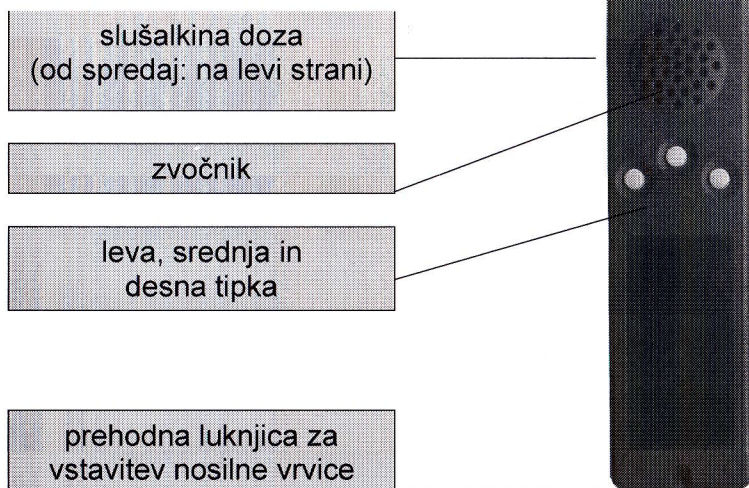 slušalkina doza
(od spredaj: na levi strani)
zvočnik
leva, srednja in
desna tipka
prehodna luknjica za
vstavitev nosilne vrvice